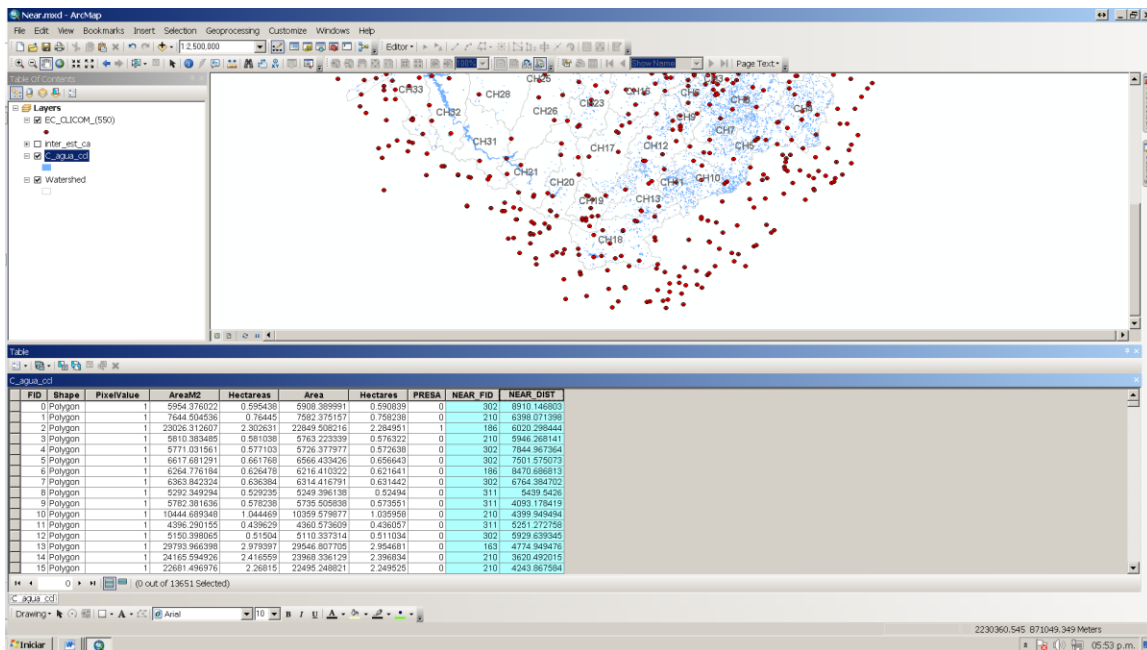 Near.mxd - ArcMap
File Edit View Bookmarks Insert Selection Geoprocessing Customize Windows Help
1:2,500,000 Editor
100% Show Name Page Text
Table Of Contents
Layers
EC_CLICOM_(550)
inter_est_ca
C_agua_ccl
Watershed
CH25
CH33 CH28 CH16 CH6 CH3
CH32 CH26 CH23 CH8 CH4
CH9
CH7
CH31 CH17 CH12 CH5
CH21 CH20 CH11 CH10
CH19 CH13
CH18
Table
C_agua_ccl
FID Shape PixelValue AreaM2 Hectareas Area Hectares PRESA NEAR_FID NEAR_DIST
0 Polygon 1 5954.376022 0.595438 5908.389991 0.590839 0 302 8910.146803
1 Polygon 1 7644.504536 0.76445 7582.375157 0.758238 0 210 6398.071398
2 Polygon 1 23026.312607 2.302631 22849.508216 2.284951 1 186 6020.298444
3 Polygon 1 5810.383485 0.581038 5763.223339 0.576322 0 210 5946.268141
4 Polygon 1 5771.031561 0.577103 5726.377977 0.572638 0 302 7844.967364
5 Polygon 1 6617.681291 0.661768 6566.433426 0.656643 0 302 7501.575073
6 Polygon 1 6264.776184 0.626478 6216.410322 0.621641 0 186 8470.686813
7 Polygon 1 6363.842324 0.636384 6314.416791 0.631442 0 302 6764.384702
8 Polygon 1 5292.349294 0.529235 5249.396138 0.52494 0 311 5439.5426
9 Polygon 1 5782.381636 0.578238 5735.505838 0.573551 0 311 4093.178419
10 Polygon 1 10444.689348 1.044469 10359.579877 1.035958 0 210 4399.949494
11 Polygon 1 4396.290155 0.439629 4360.573609 0.436057 0 311 5251.272758
12 Polygon 1 5150.398065 0.51504 5110.337314 0.511034 0 302 5929.639345
13 Polygon 1 29793.966398 2.979397 29546.807705 2.954681 0 163 4774.949476
14 Polygon 1 24165.594926 2.416559 23968.336129 2.396834 0 210 3620.492015
15 Polygon 1 22681.496976 2.26815 22495.248821 2.249525 0 210 4243.867584
0 (0 out of 13651 Selected)
C_agua_ccl
Drawing A Arial 10 B I U A
2230360.545 871049.349 Meters
Iniciar 05:53 p.m.